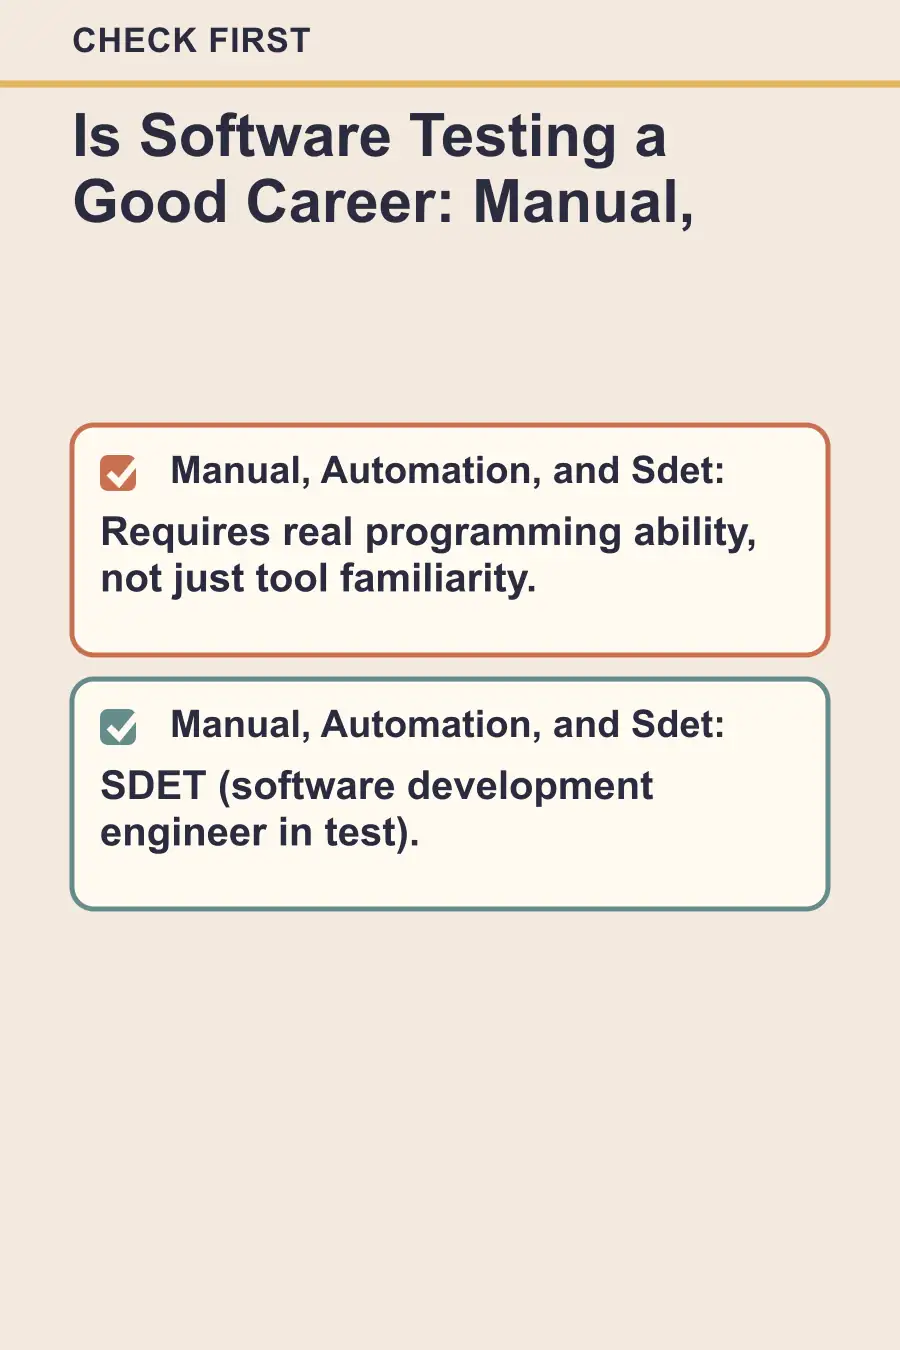 CHECK FIRST
Is Software Testing a
Good Career: Manual,
Manual, Automation, and Sdet:
Requires real programming ability,
not just tool familiarity.
Manual, Automation, and Sdet:
SDET (software development
engineer in test).